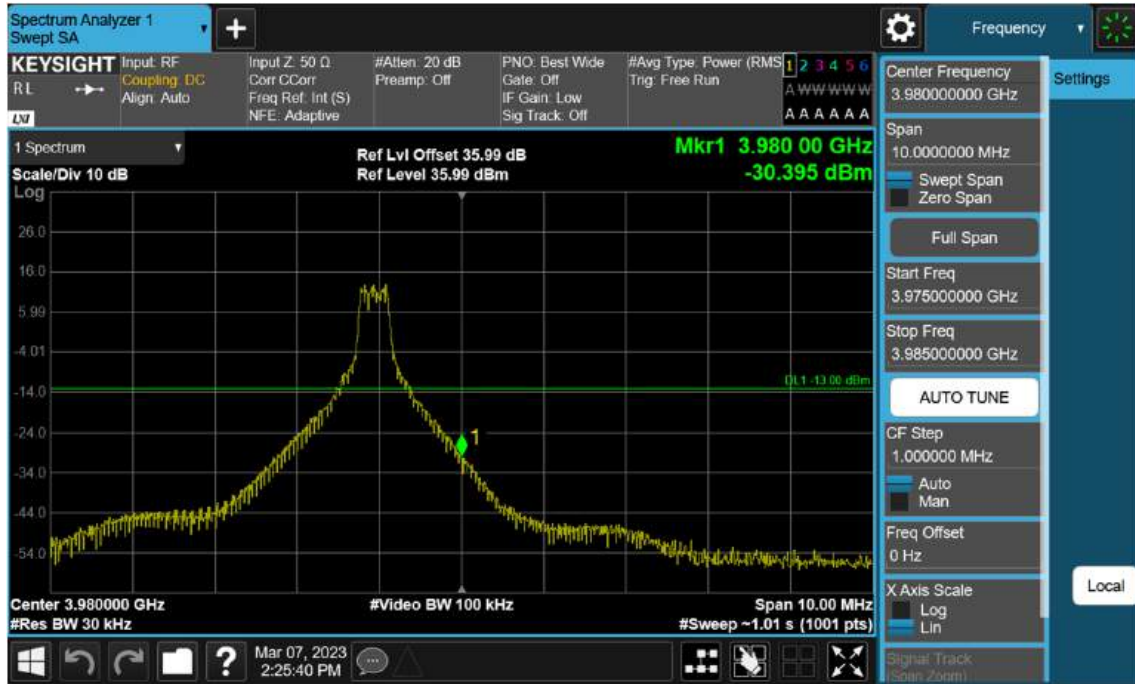 Spectrum Analyzer 1
Swept SA
Frequency
KEYSIGHT
R L
LXI
Input: RF
Coupling: DC
Align: Auto
Input Z: 50 Ω
Corr CCorr
Freq Ref: Int (S)
NFE: Adaptive
#Atten: 20 dB
Preamp: Off
PNO: Best Wide
Gate: Off
IF Gain: Low
Sig Track: Off
#Avg Type: Power (RMS
Trig: Free Run
1 2 3 4 5 6
A W W W W W
A A A A A A
1 Spectrum
Scale/Div 10 dB
Ref Lvl Offset 35.99 dB
Ref Level 35.99 dBm
Mkr1 3.980 00 GHz
-30.395 dBm
Log
26.0
16.0
5.99
-4.01
-14.0
-24.0
-34.0
-44.0
-54.0
DL1 -13.00 dBm
1
Center 3.980000 GHz
#Res BW 30 kHz
#Video BW 100 kHz
Span 10.00 MHz
#Sweep ~1.01 s (1001 pts)
Center Frequency
3.980000000 GHz
Span
10.0000000 MHz
Swept Span
Zero Span
Full Span
Start Freq
3.975000000 GHz
Stop Freq
3.985000000 GHz
AUTO TUNE
CF Step
1.000000 MHz
Auto
Man
Freq Offset
0 Hz
X Axis Scale
Log
Lin
Signal Track
(Span Zoom)
Settings
Local
?
Mar 07, 2023
2:25:40 PM